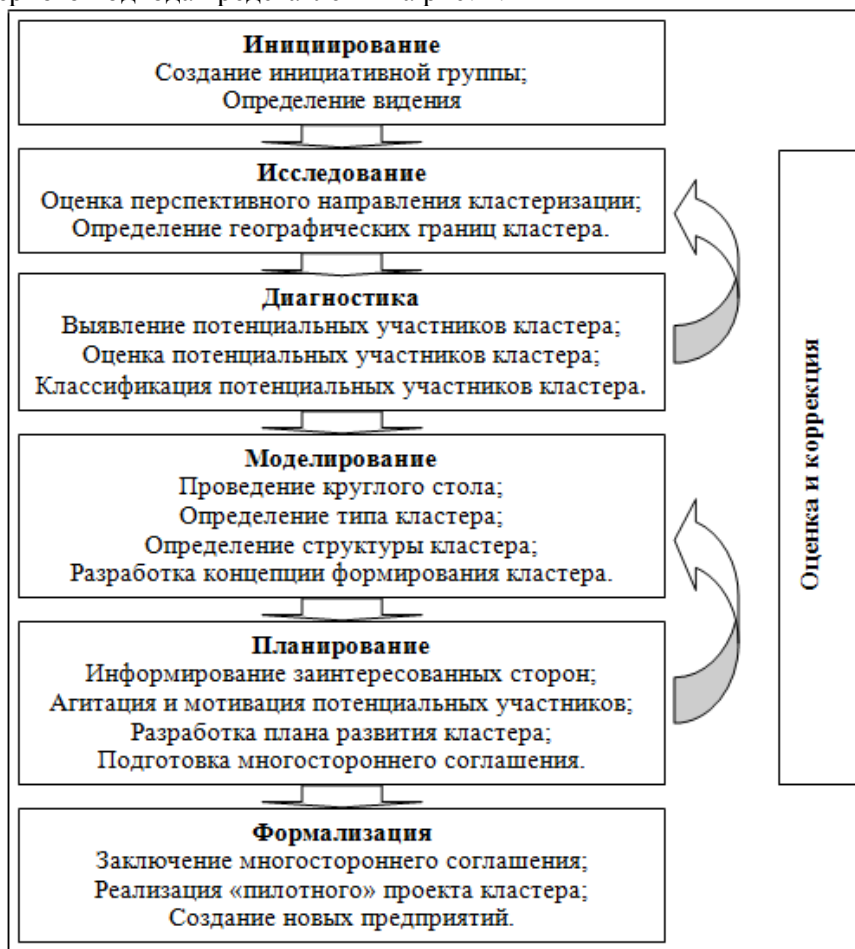 Инициирование
Создание инициативной группы;
Определение видения
Исследование
Оценка перспективного направления кластеризации;
Определение географических границ кластера.
Диагностика
Выявление потенциальных участников кластера;
Оценка потенциальных участников кластера;
Классификация потенциальных участников кластера.
Моделирование
Проведение круглого стола;
Определение типа кластера;
Определение структуры кластера;
Разработка концепции формирования кластера.
Планирование
Информирование заинтересованных сторон;
Агитация и мотивация потенциальных участников;
Разработка плана развития кластера;
Подготовка многостороннего соглашения.
Формализация
Заключение многостороннего соглашения;
Реализация «пилотного» проекта кластера;
Создание новых предприятий.
Оценка и коррекция